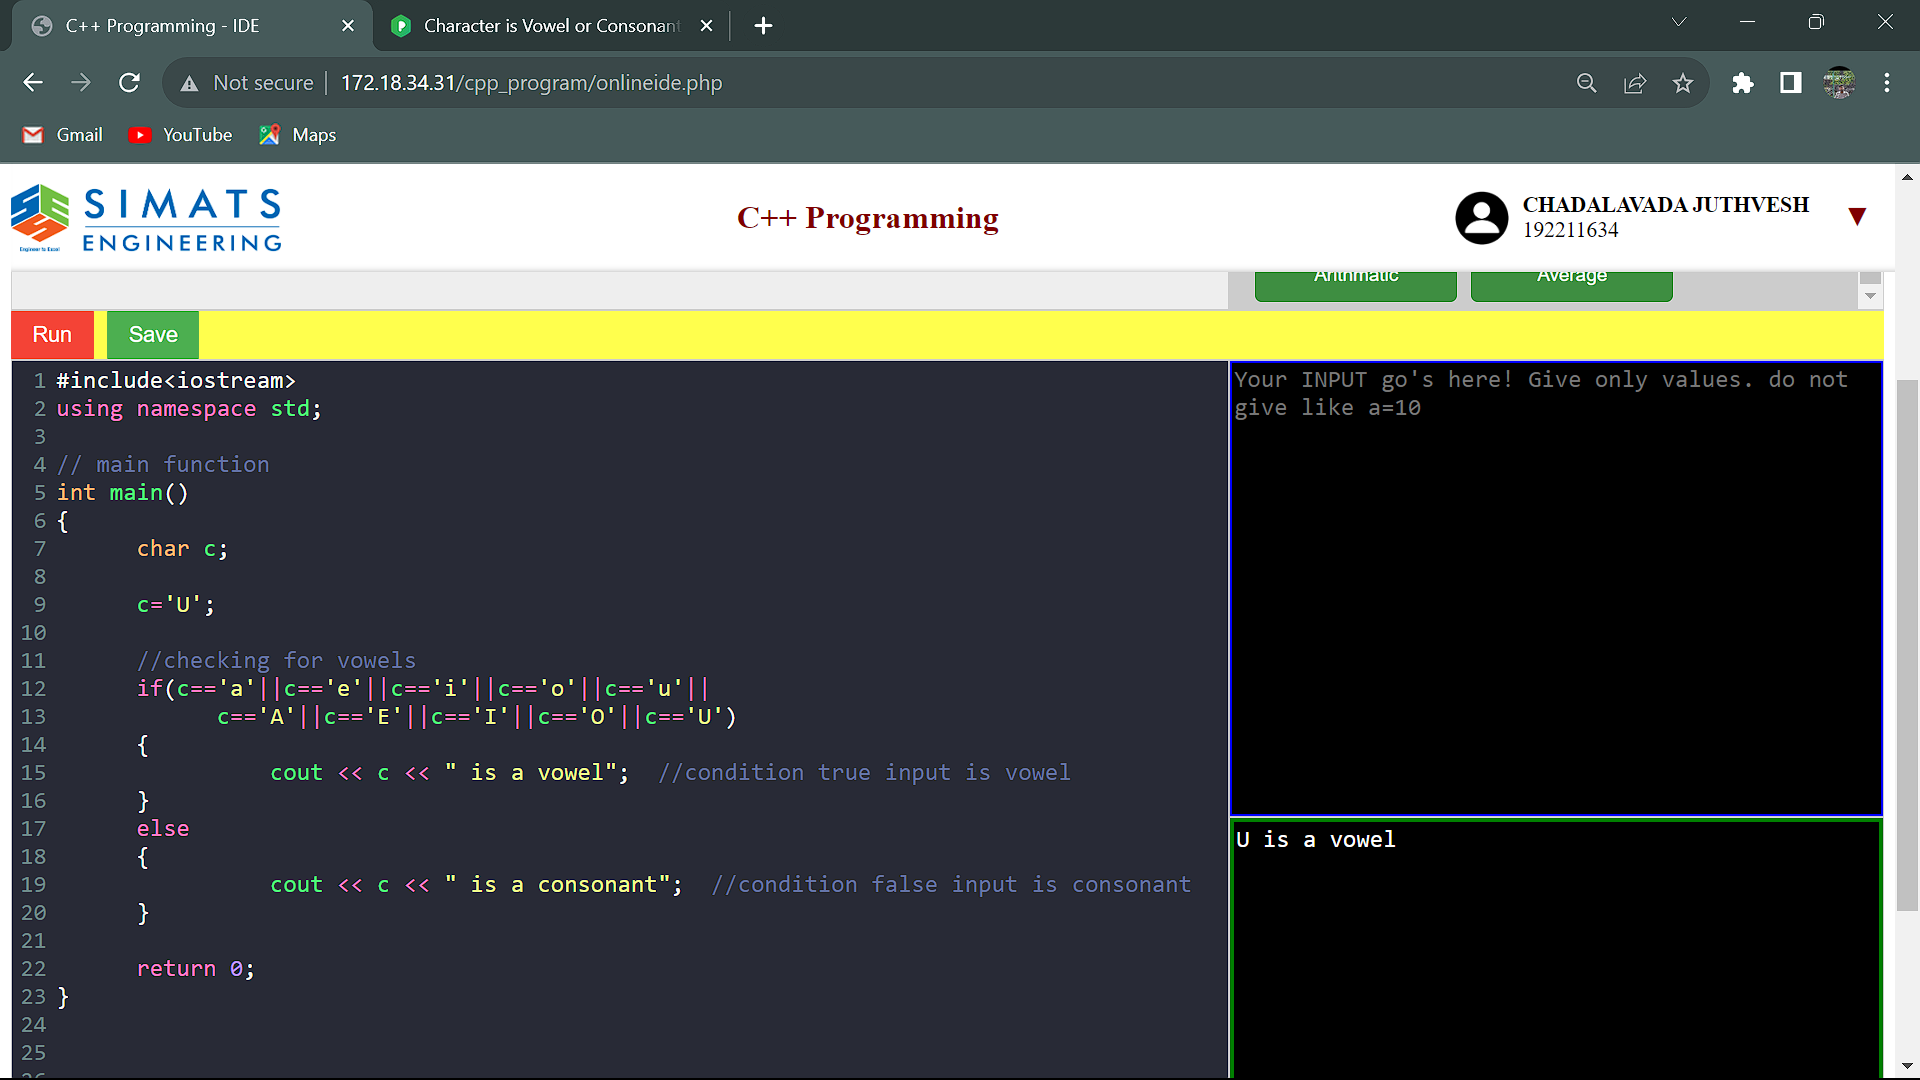 C++ Programming - IDE
Character is Vowel or Consonant
Not secure
172.18.34.31/cpp_program/onlineide.php
Gmail
YouTube
Maps
SIMATS
ENGINEERING
Engineer to Excel
C++ Programming
CHADALAVADA JUTHVESH
192211634
Arithmatic
Average
Run
Save
1 #include<iostream>
2 using namespace std;
3
4 // main function
5 int main()
6 {
7 char c;
8
9 c='U';
10
11 //checking for vowels
12 if(c=='a'||c=='e'||c=='i'||c=='o'||c=='u'||
13 c=='A'||c=='E'||c=='I'||c=='O'||c=='U')
14 {
15 cout << c << " is a vowel"; //condition true input is vowel
16 }
17 else
18 {
19 cout << c << " is a consonant"; //condition false input is consonant
20 }
21
22 return 0;
23 }
24
25
Your INPUT go's here! Give only values. do not
give like a=10
U is a vowel